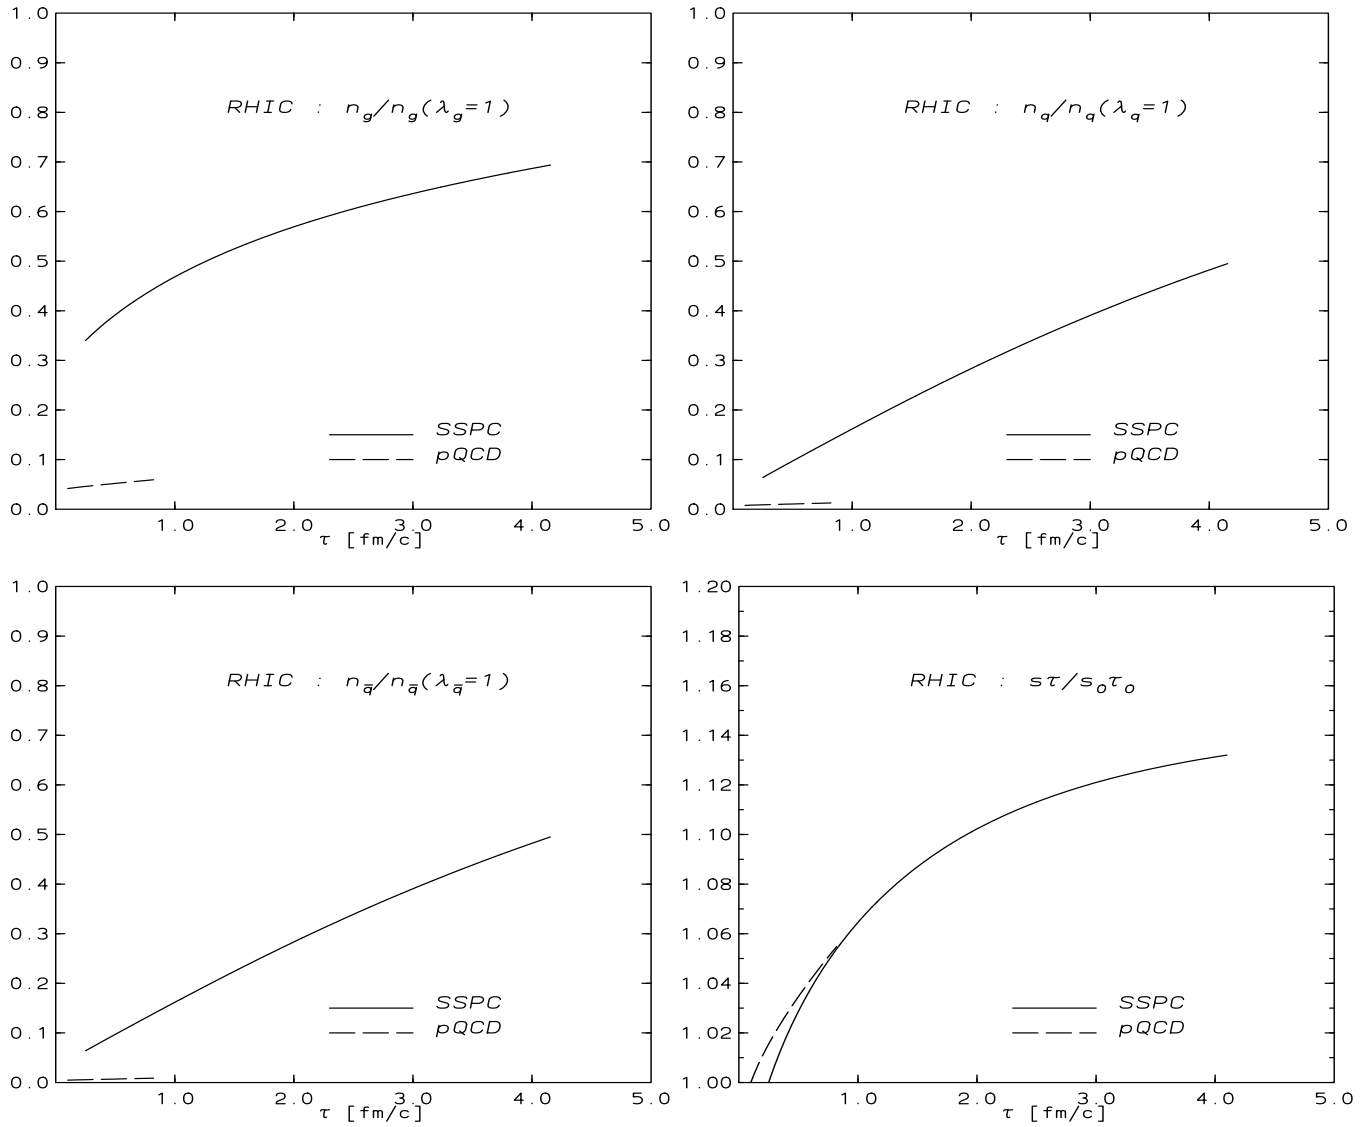 1.0
0.9
0.8
0.7
0.6
0.5
0.4
0.3
0.2
0.1
0.0
RHIC : n_g/n_g(λ_g=1)
SSPC
pQCD
1.0 2.0 3.0 4.0 5.0
τ [fm/c]
1.0
0.9
0.8
0.7
0.6
0.5
0.4
0.3
0.2
0.1
0.0
RHIC : n_q/n_q(λ_q=1)
SSPC
pQCD
1.0 2.0 3.0 4.0 5.0
τ [fm/c]
1.0
0.9
0.8
0.7
0.6
0.5
0.4
0.3
0.2
0.1
0.0
RHIC : n_q̅/n_q̅(λ_q̅=1)
SSPC
pQCD
1.0 2.0 3.0 4.0 5.0
τ [fm/c]
1.20
1.18
1.16
1.14
1.12
1.10
1.08
1.06
1.04
1.02
1.00
RHIC : sτ/s₀τ₀
SSPC
pQCD
1.0 2.0 3.0 4.0 5.0
τ [fm/c]